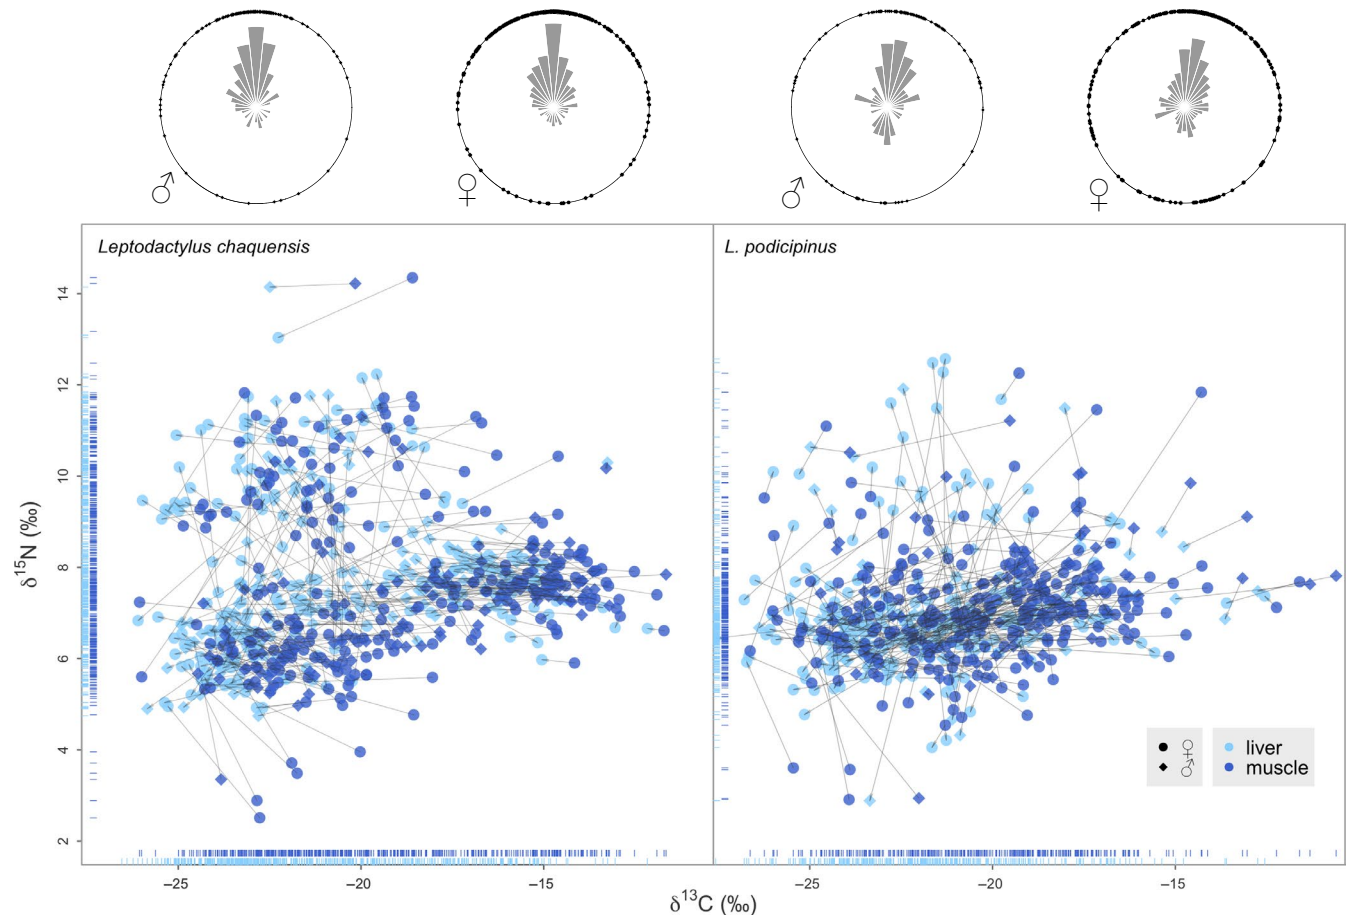 ♂ ♀ ♂ ♀
Leptodactylus chaquensis
L. podicipinus
14
12
10
8
6
4
2
δ15N (‰)
♀
♂
liver
muscle
–25 –20 –15 –25 –20 –15
δ13C (‰)